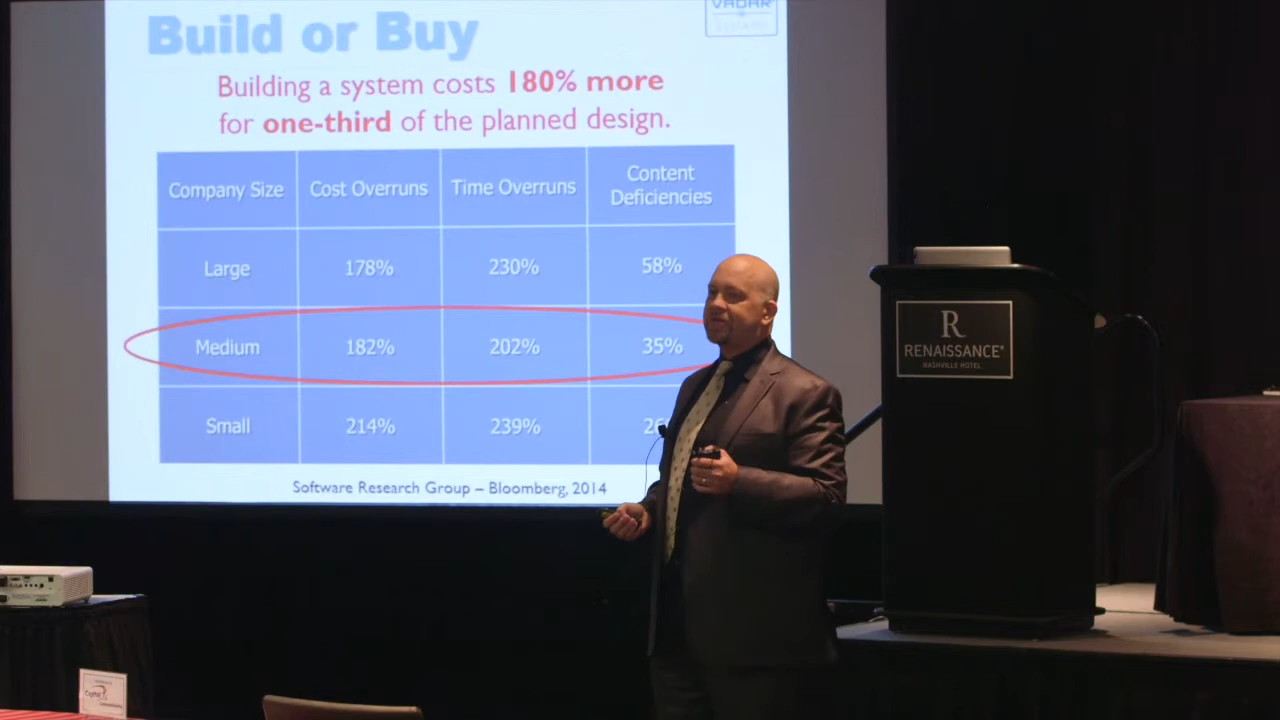 VADAR
Build or Buy
Building a system costs 180% more
for one-third of the planned design.
Company Size Cost Overruns Time Overruns Content Deficiencies
Large 178% 230% 58%
Medium 182% 202% 35%
Small 214% 239%
Software Research Group – Bloomberg, 2014
R
RENAISSANCE®
NASHVILLE HOTEL